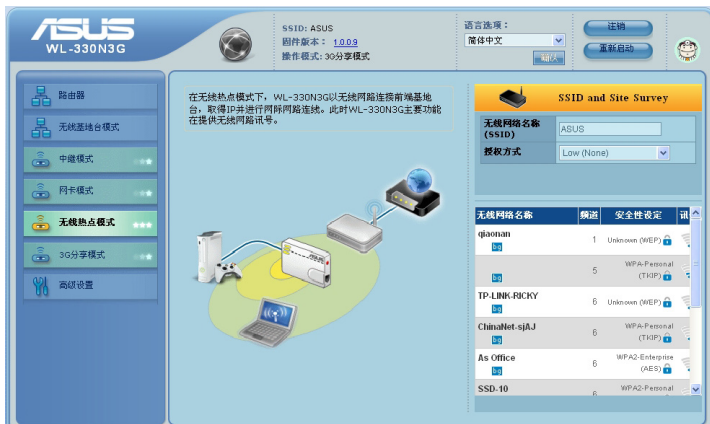 ASUS
WL-330N3G
SSID: ASUS
固件版本： 1.0.0.9
操作模式: 3G分享模式
语言选项：
简体中文
确认
注销
重新启动
路由器
无线基地台模式
中继模式
网卡模式
无线热点模式
3G分享模式
高级设置
在无线热点模式下，WL-330N3G以无线网路连接前端基地
台，取得IP并进行网际网路连线。此时WL-330N3G主要功能
在提供无线网路讯号。
SSID and Site Survey
无线网络名称
(SSID)
ASUS
授权方式
Low (None)
无线网络名称 频道 安全性设定 讯
qiaonan
bg
1 Unknown (WEP)
bg
5 WPA-Personal
(TKIP)
TP-LINK-RICKY
bg
6 Unknown (WEP)
ChinaNet-sjAJ
bg
6 WPA-Personal
(TKIP)
As Office
bg
6 WPA2-Enterprise
(AES)
SSD-10
6 WPA2-Personal